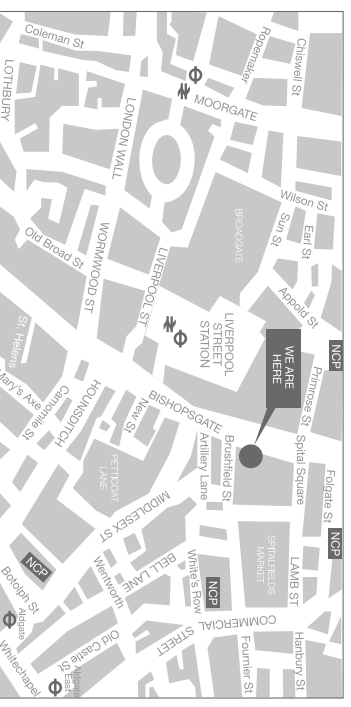 Coleman St
LOTHBURY
Ropemaker
Chiswell St
MOORGATE
LONDON WALL
Wilson St
BROADGATE
Sun St
Earl St
Old Broad St
WORMWOOD ST
LIVERPOOL ST
Appold St
LIVERPOOL
STREET
STATION
WE ARE
HERE
NCP
Primrose St
St. Helens
Mary's Axe
Camomile St
HOUNSDITCH
New St
BISHOPSGATE
Artillery Lane
Brushfield St
Spital Square
Folgate St
PETTICOAT
LANE
MIDDLESEX ST
SPITALFIELDS
MARKET
LAMB ST
NCP
NCP
Botolph St
Wentworth
BELL LANE
White's Row
NCP
COMMERCIAL
STREET
Aldgate
Whitechapel
Old Castle St
Aldgate
East
Fournier St
Hanbury St